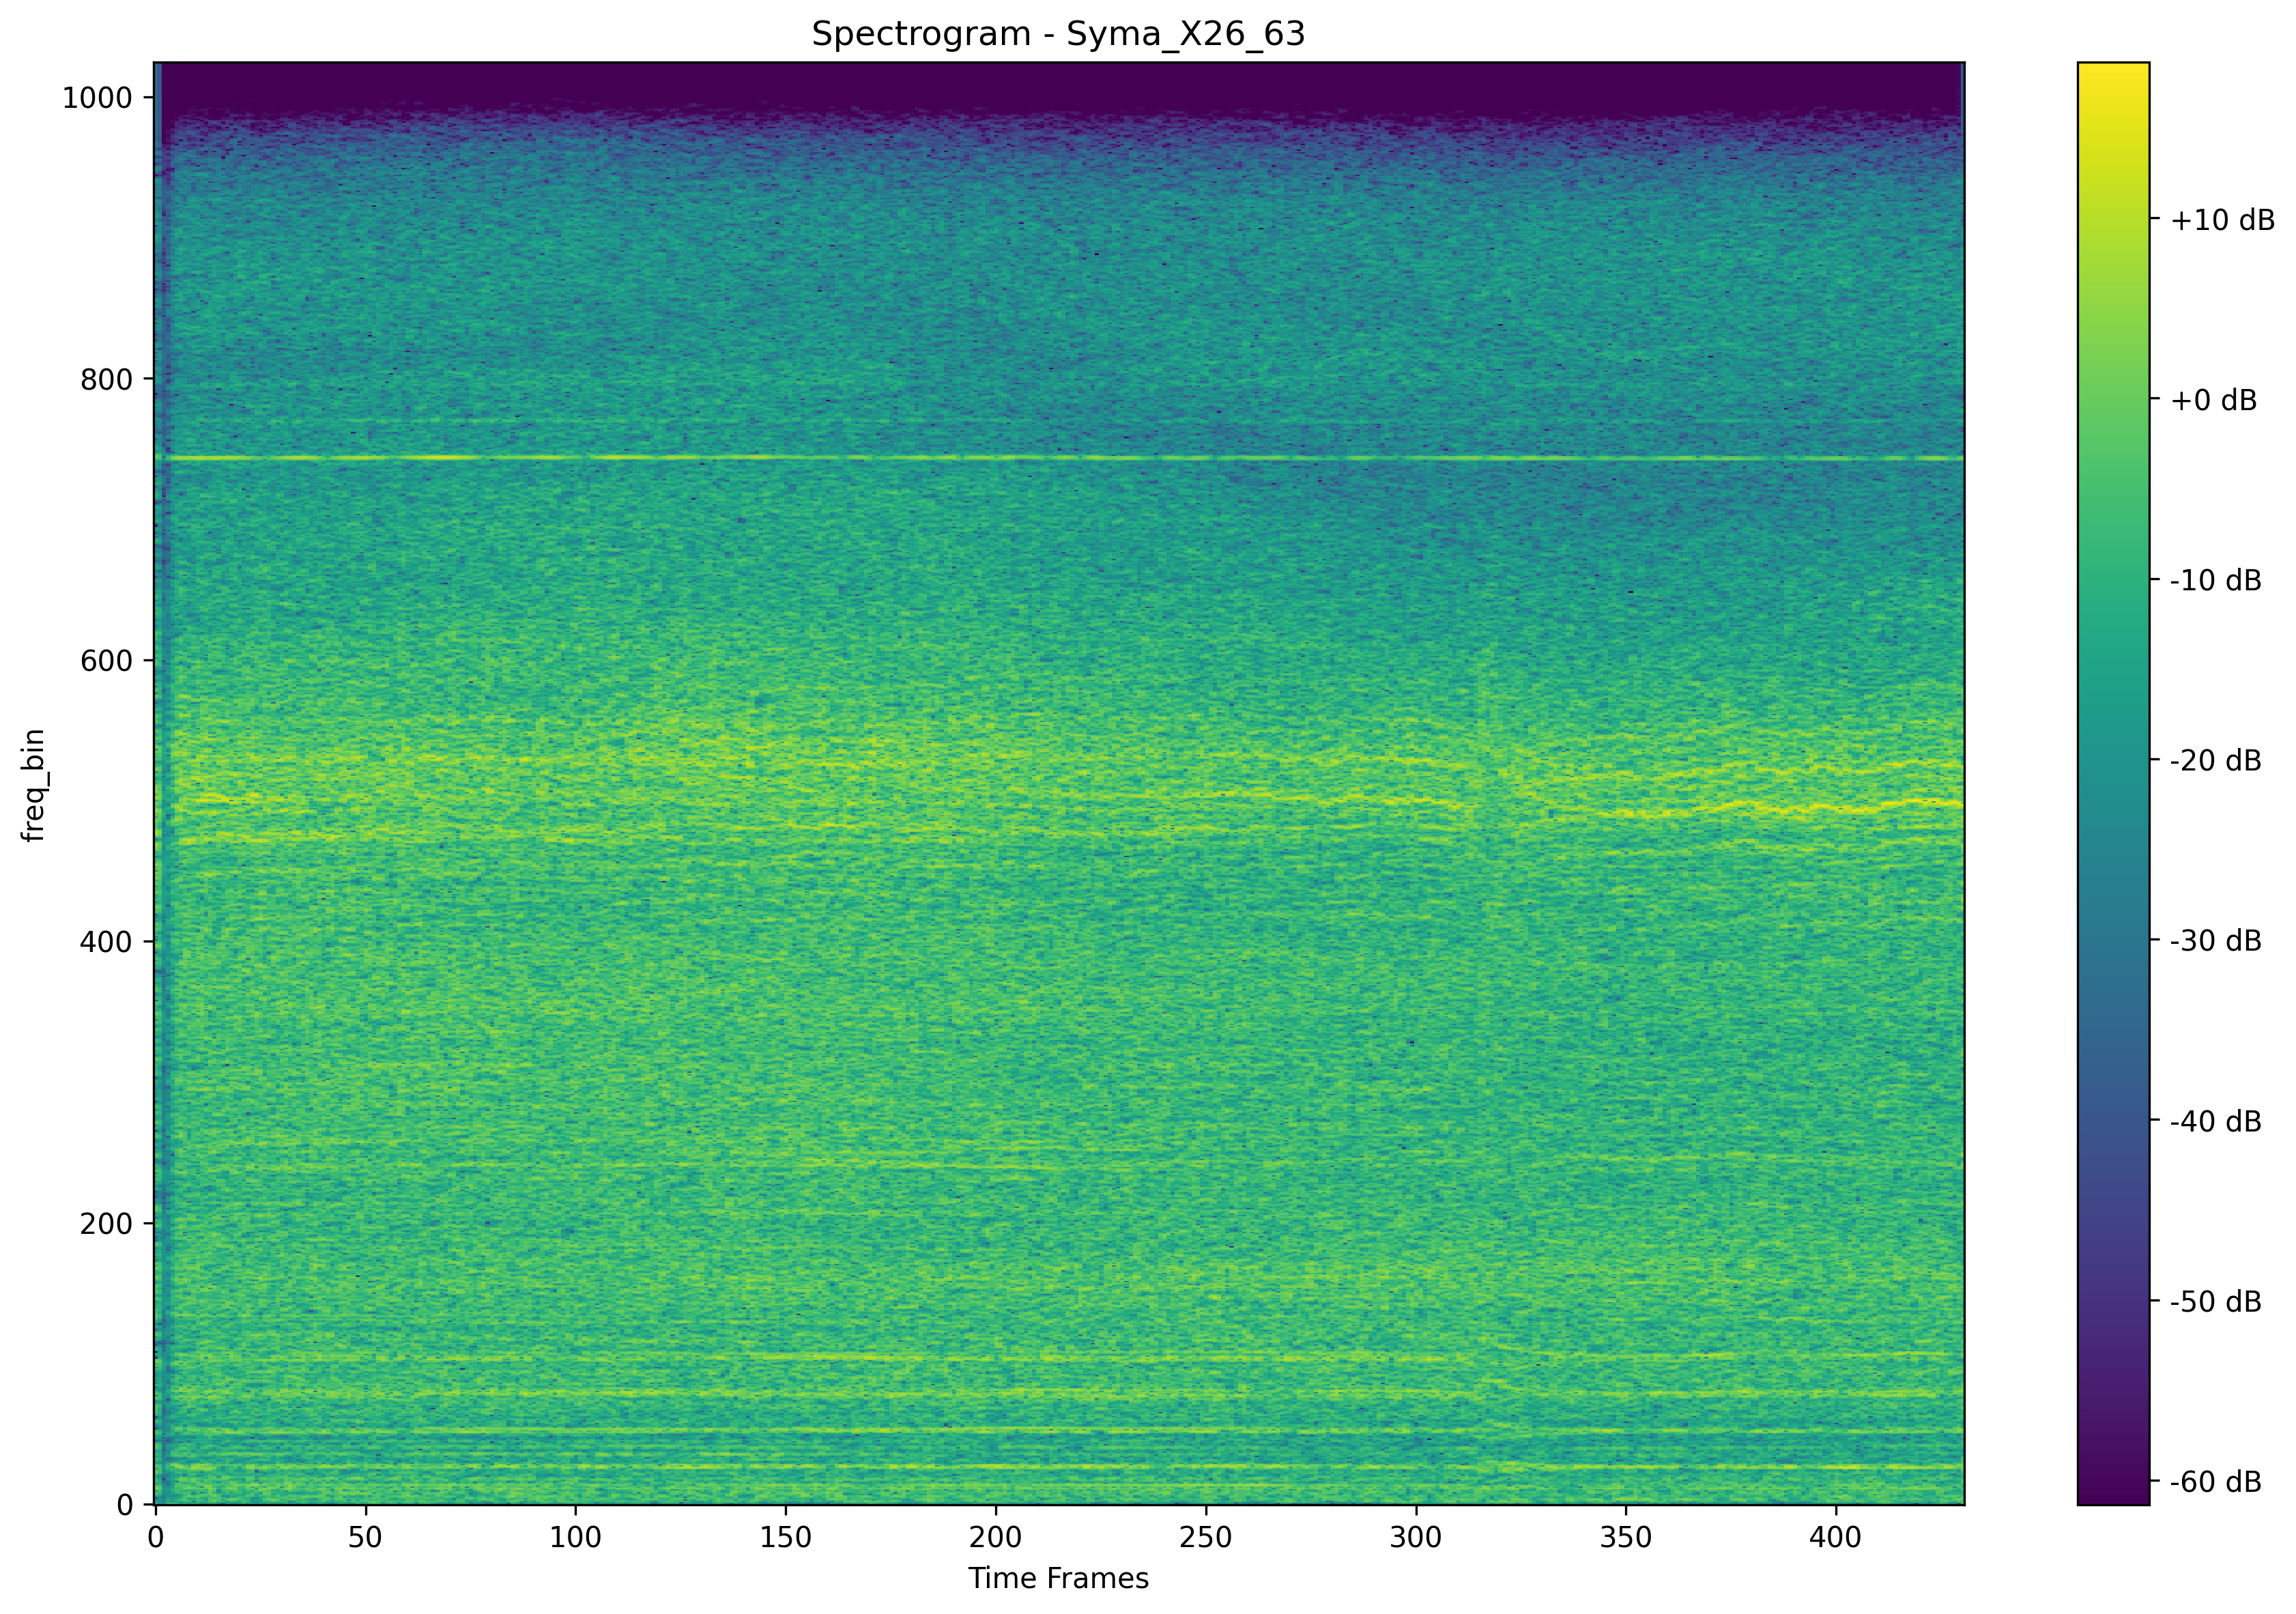 Spectrogram - Syma_X26_63
1000
800
600
400
200
0
freq_bin
0 50 100 150 200 250 300 350 400
Time Frames
+10 dB
+0 dB
-10 dB
-20 dB
-30 dB
-40 dB
-50 dB
-60 dB